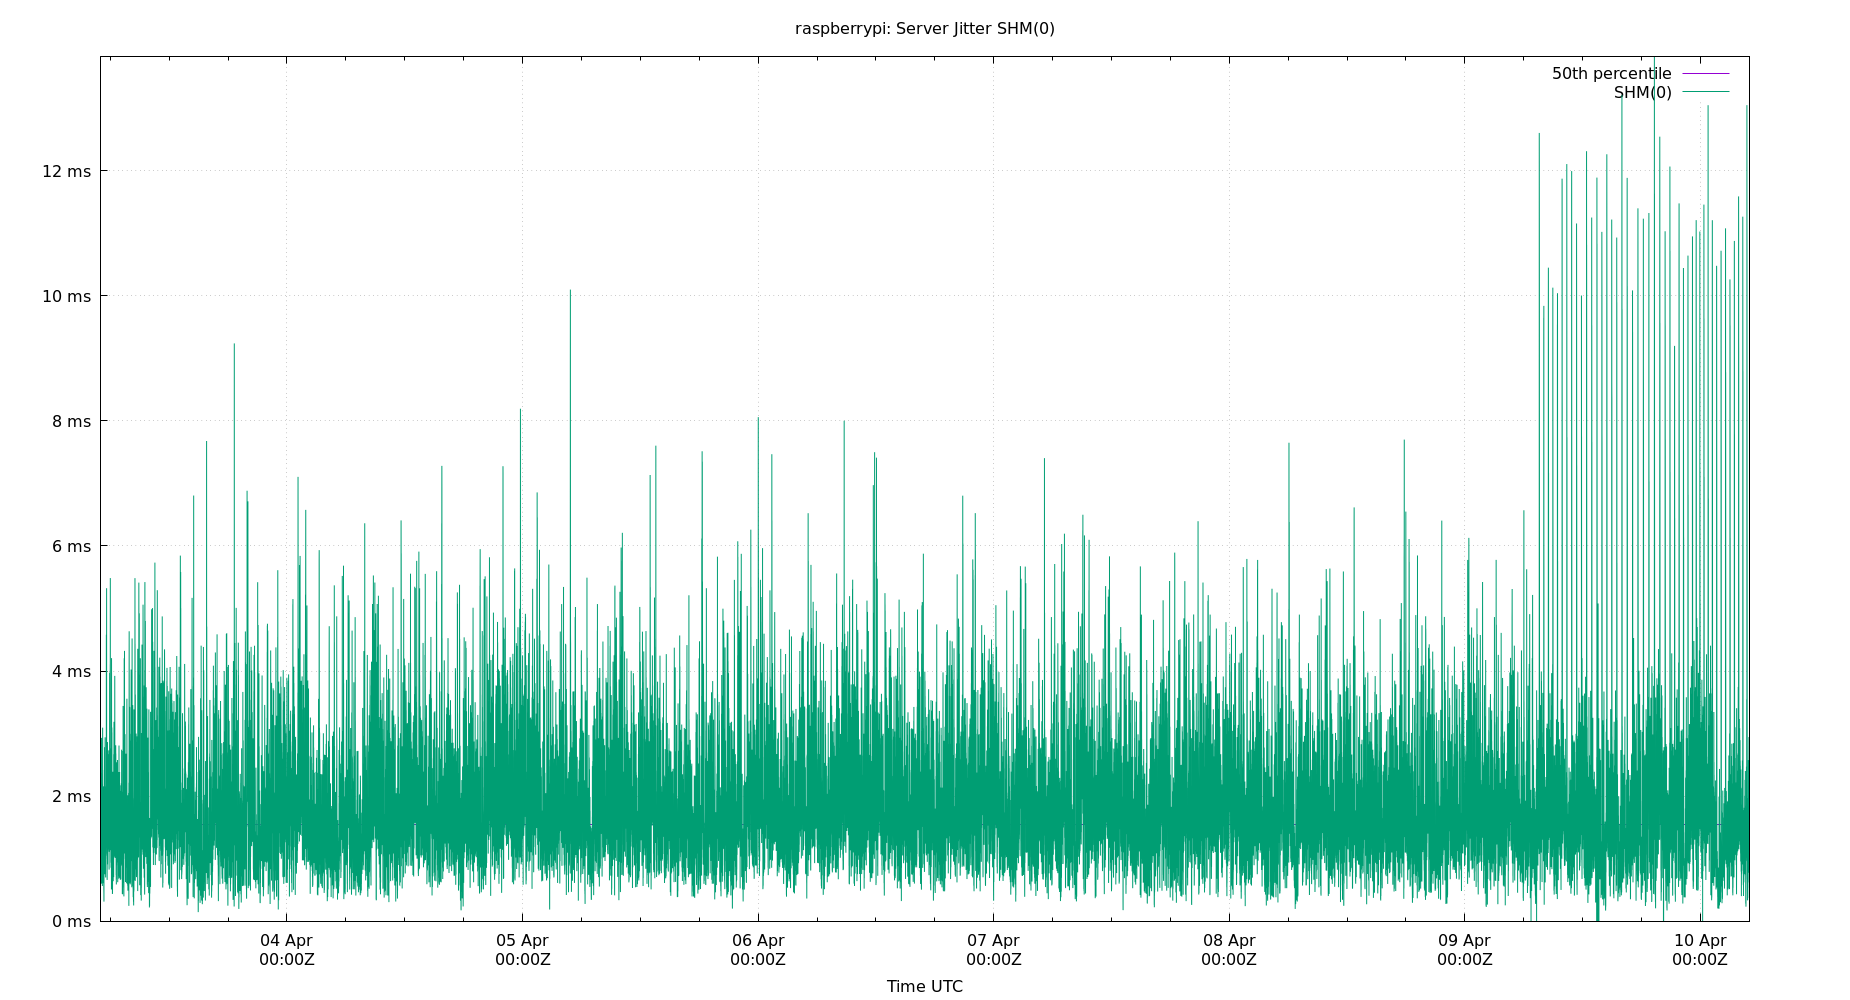 raspberrypi: Server Jitter SHM(0)
50th percentile
SHM(0)
12 ms
10 ms
8 ms
6 ms
4 ms
2 ms
0 ms
04 Apr 05 Apr 06 Apr 07 Apr 08 Apr 09 Apr 10 Apr
00:00Z 00:00Z 00:00Z 00:00Z 00:00Z 00:00Z 00:00Z
Time UTC